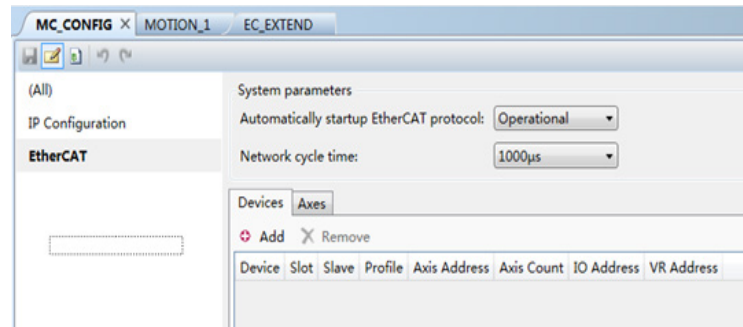 MC_CONFIG × MOTION_1 EC_EXTEND
(All)
IP Configuration
EtherCAT
System parameters
Automatically startup EtherCAT protocol: Operational
Network cycle time: 1000µs
Devices Axes
Add Remove
Device Slot Slave Profile Axis Address Axis Count IO Address VR Address